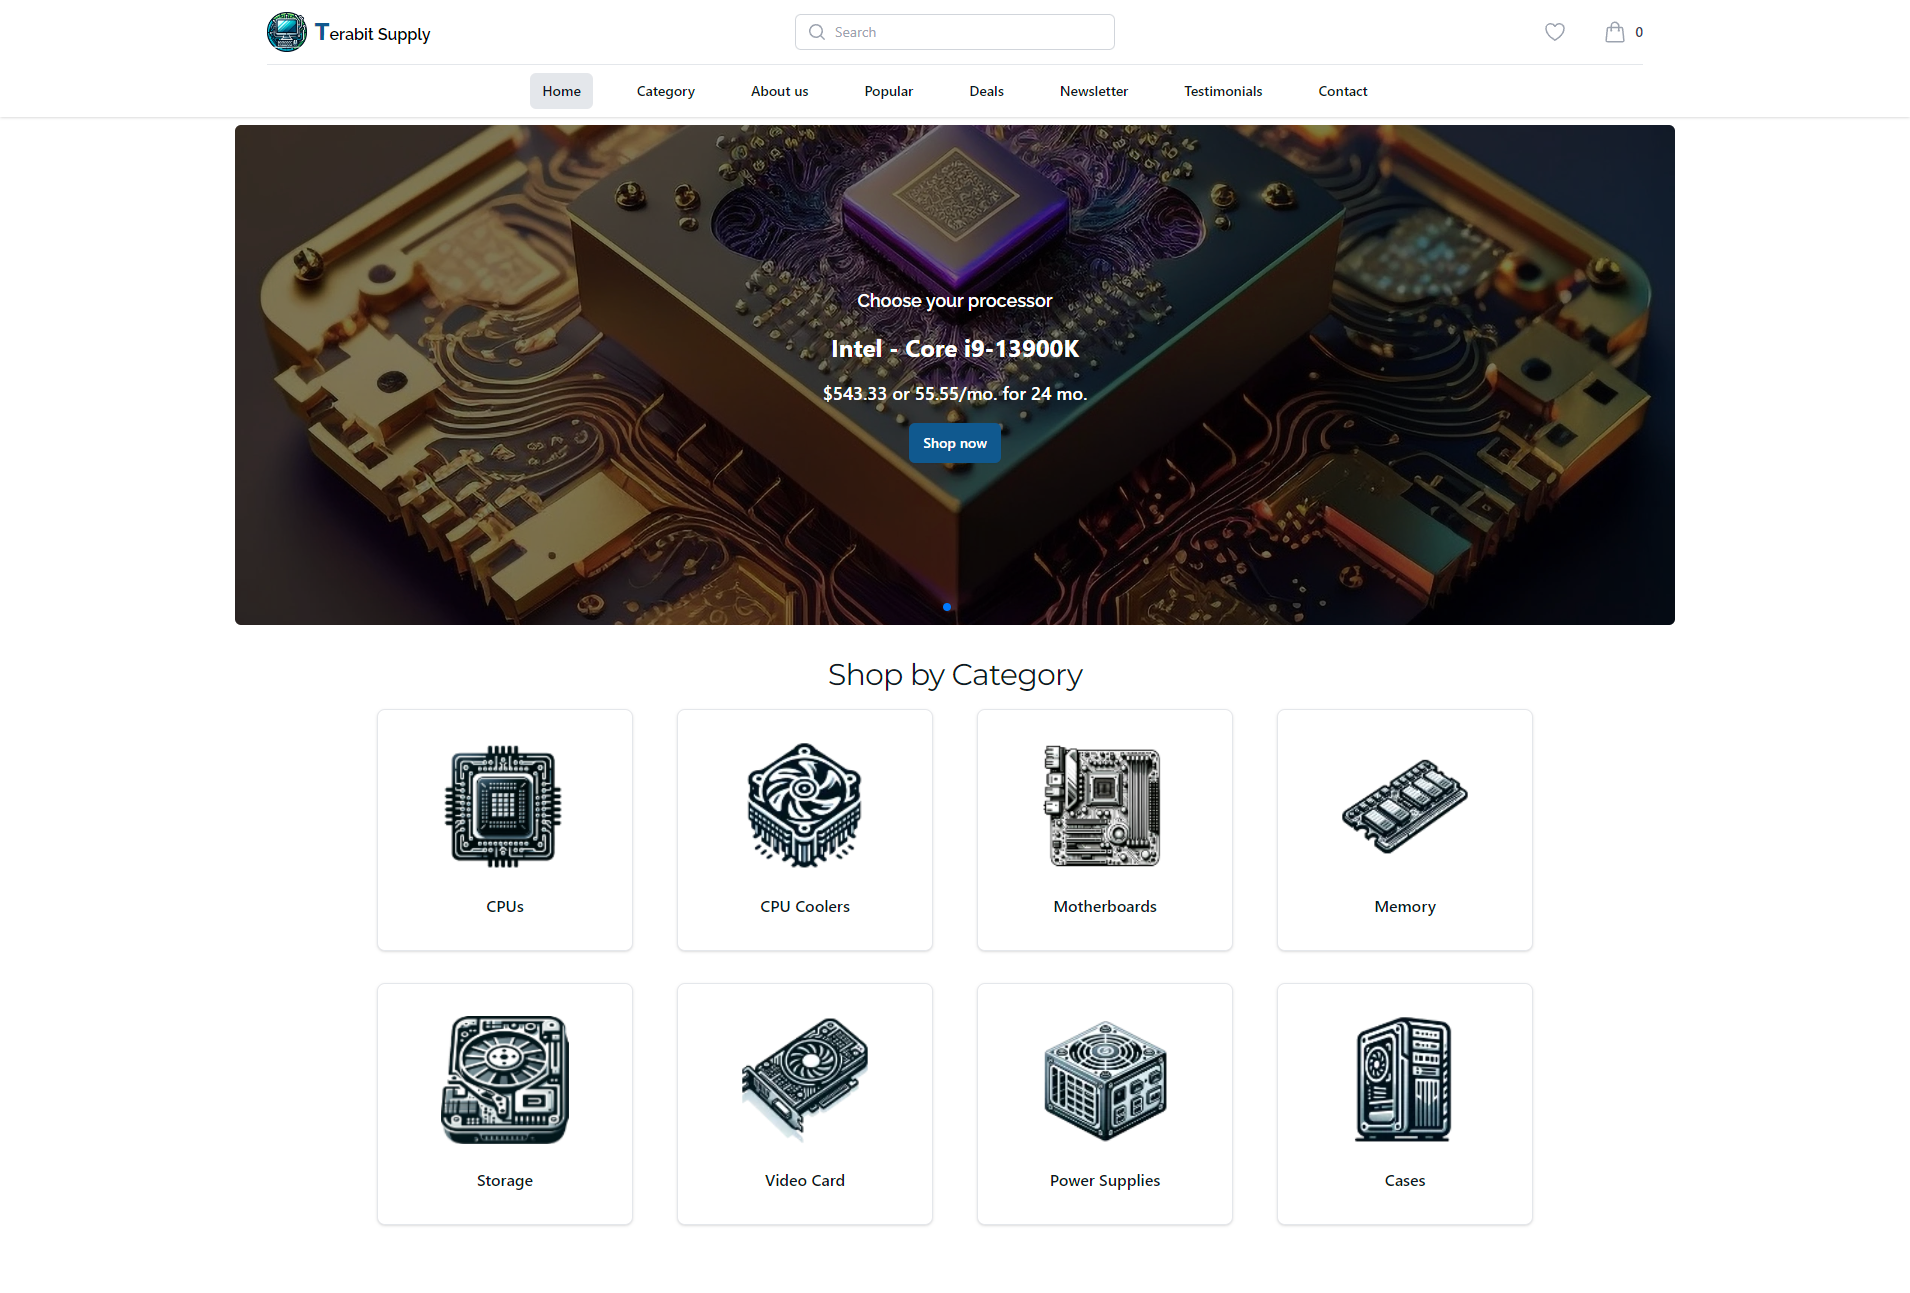 Terabit Supply
Search
0
Home Category About us Popular Deals Newsletter Testimonials Contact
Choose your processor
Intel - Core i9-13900K
$543.33 or 55.55/mo. for 24 mo.
Shop now
Shop by Category
CPUs CPU Coolers Motherboards Memory
Storage Video Card Power Supplies Cases